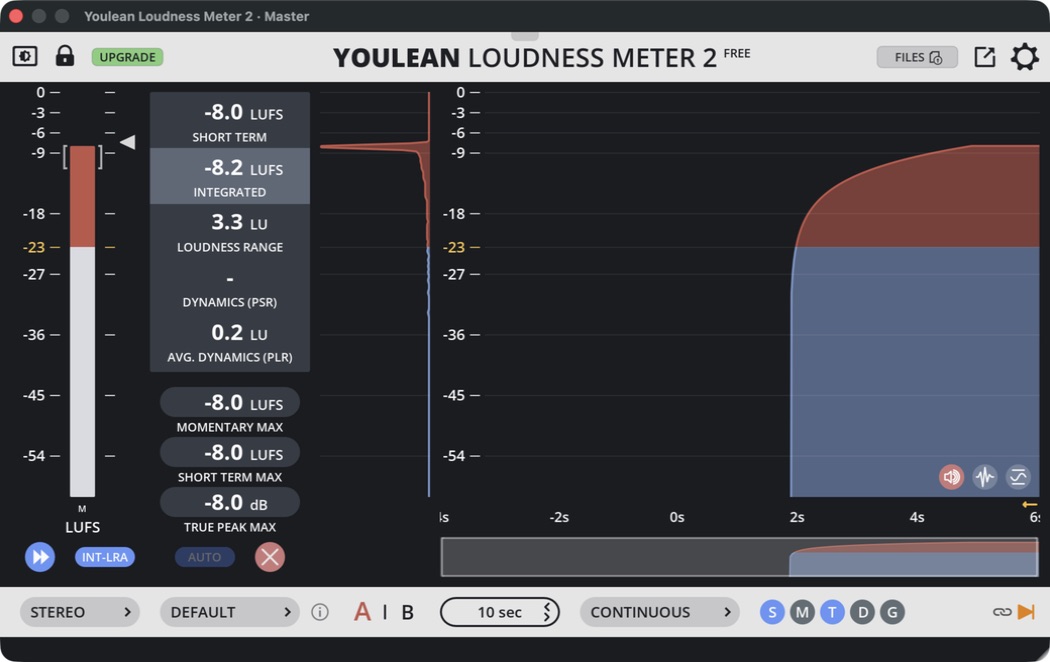 Youlean Loudness Meter 2 · Master
UPGRADE
YOULEAN LOUDNESS METER 2 FREE
FILES
0
-3
-6
-9
-18
-23
-27
-36
-45
-54
M
LUFS
-8.0 LUFS
SHORT TERM
-8.2 LUFS
INTEGRATED
3.3 LU
LOUDNESS RANGE
-
DYNAMICS (PSR)
0.2 LU
AVG. DYNAMICS (PLR)
-8.0 LUFS
MOMENTARY MAX
-8.0 LUFS
SHORT TERM MAX
-8.0 dB
TRUE PEAK MAX
0
-3
-6
-9
-18
-23
-27
-36
-45
-54
-2s 0s 2s 4s
INT-LRA AUTO
STEREO DEFAULT A | B 10 sec CONTINUOUS S M T D G